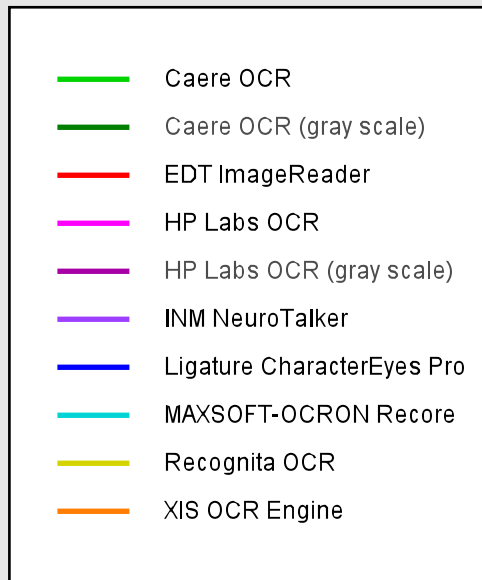 Caere OCR
Caere OCR (gray scale)
EDT ImageReader
HP Labs OCR
HP Labs OCR (gray scale)
INM NeuroTalker
Ligature CharacterEyes Pro
MAXSOFT-OCRON Recore
Recognita OCR
XIS OCR Engine